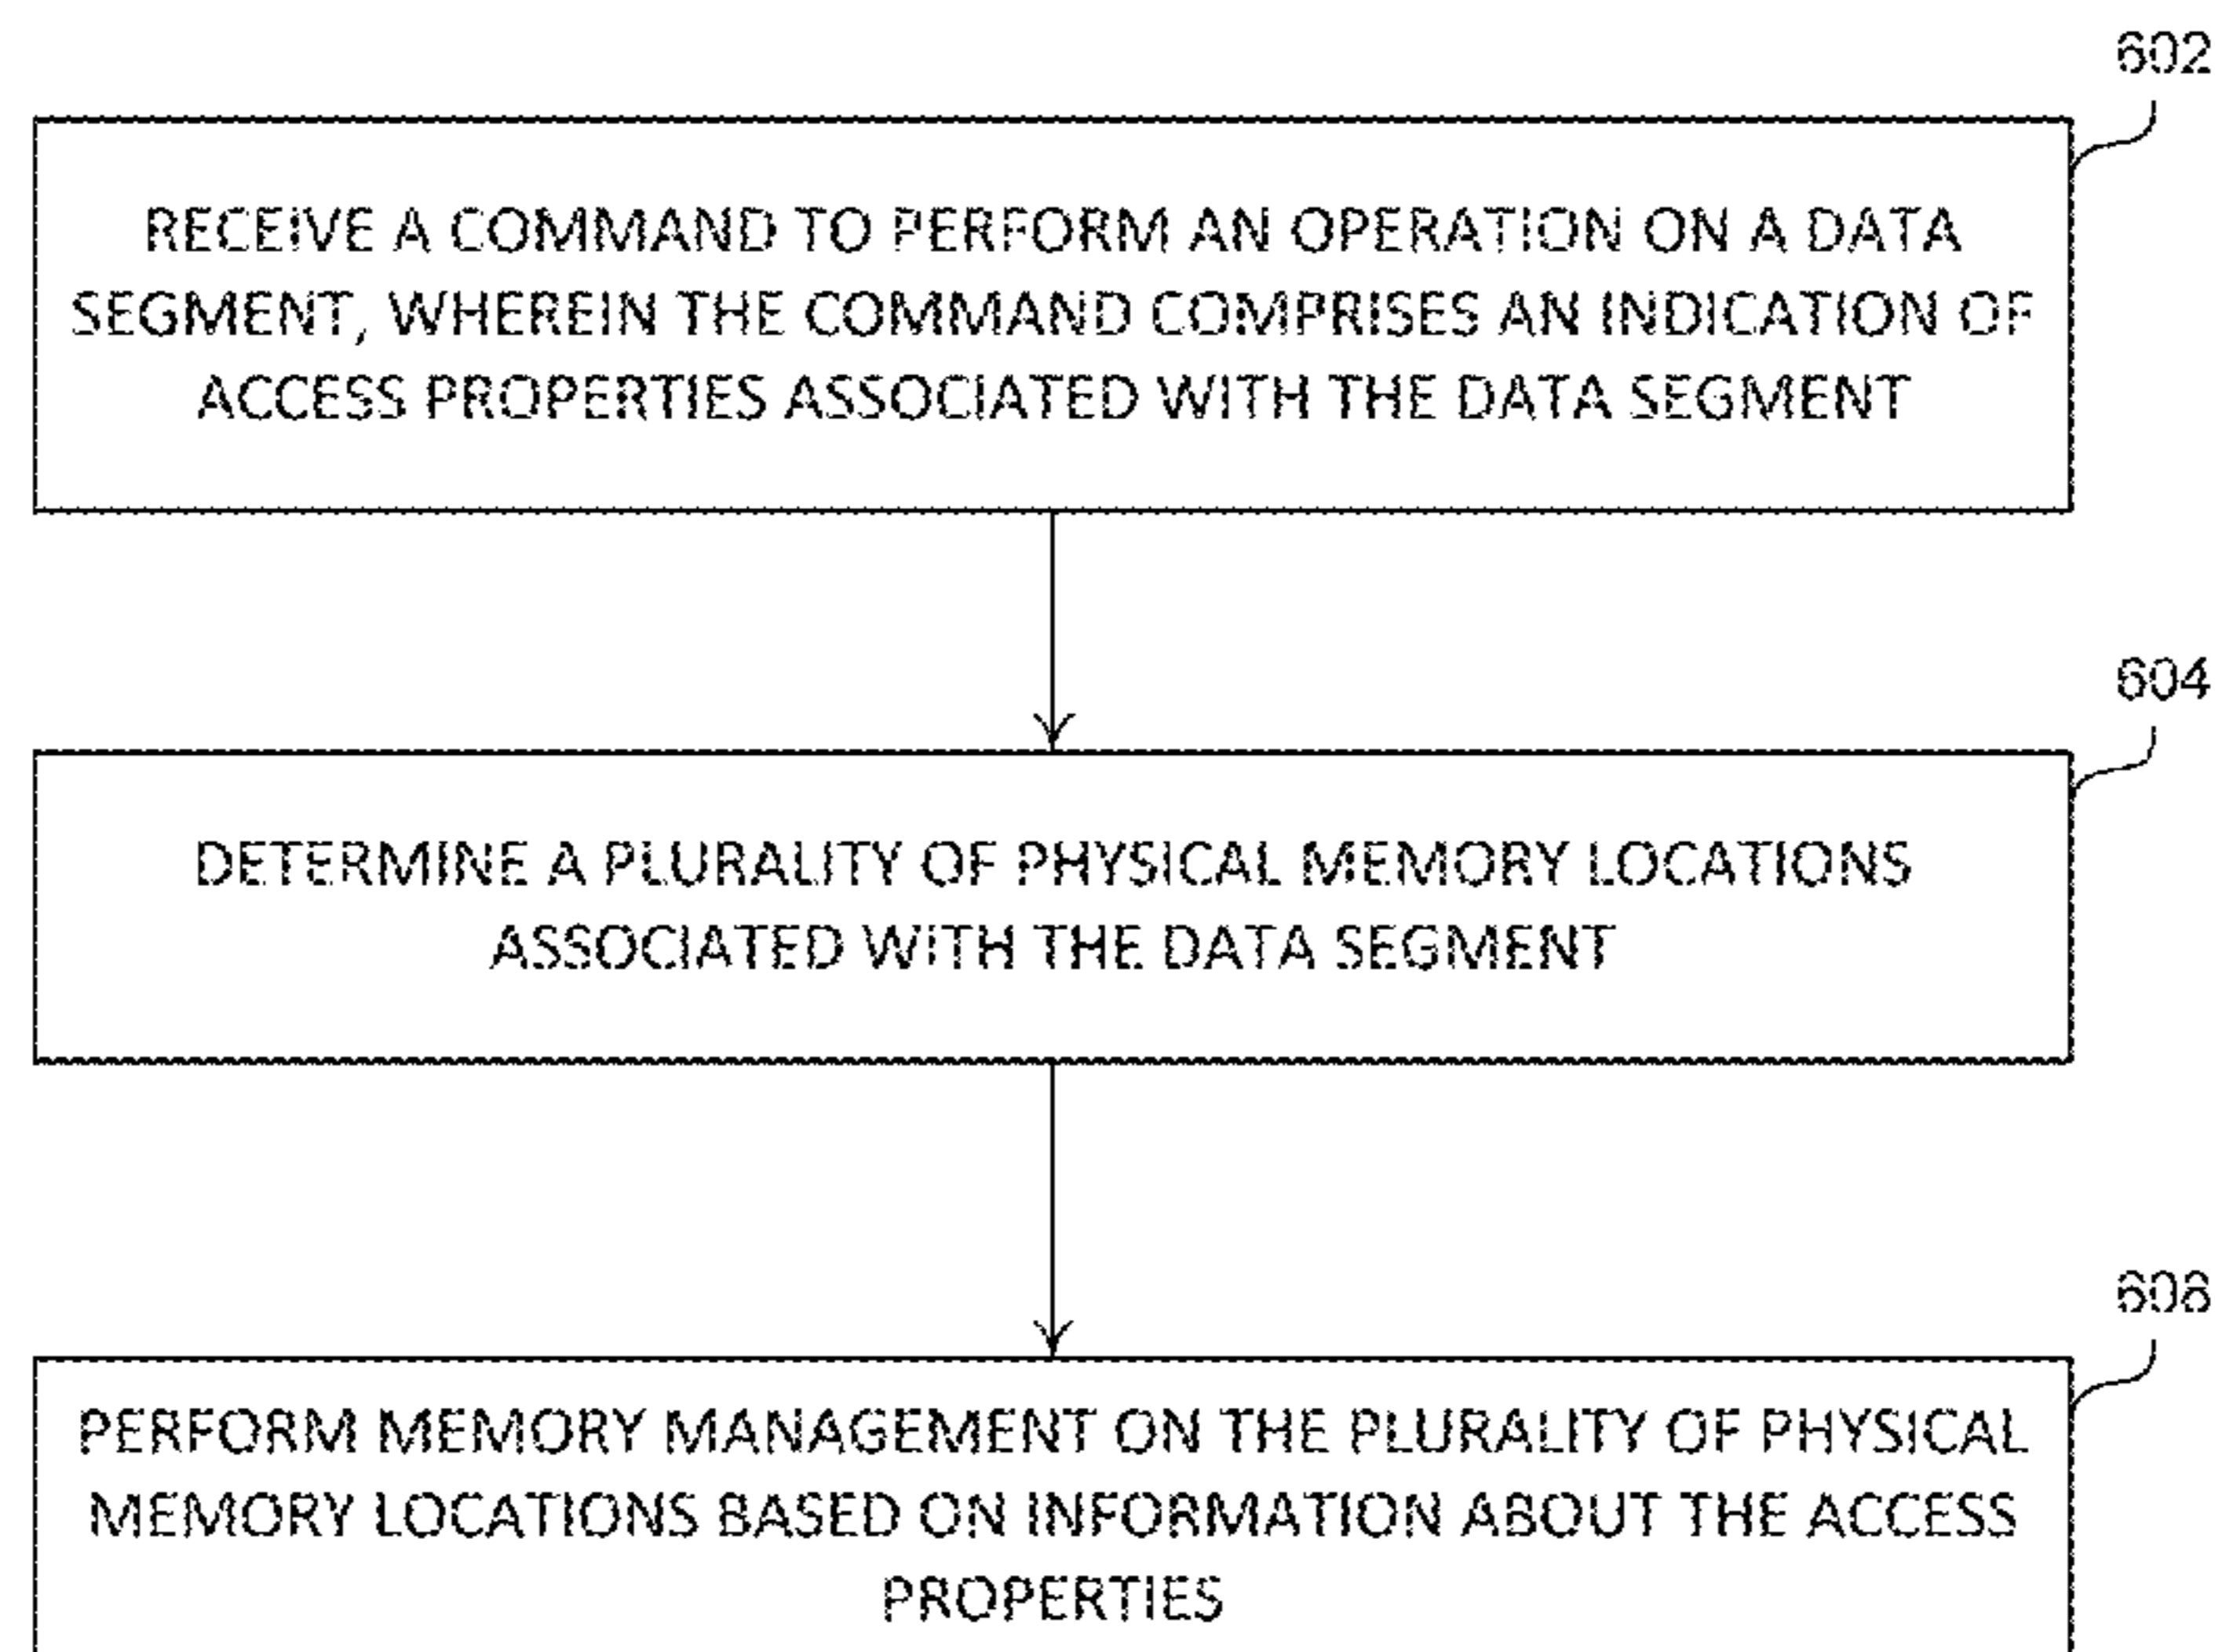 602
RECEIVE A COMMAND TO PERFORM AN OPERATION ON A DATA
SEGMENT, WHEREIN THE COMMAND COMPRISES AN INDICATION OF
ACCESS PROPERTIES ASSOCIATED WITH THE DATA SEGMENT
604
DETERMINE A PLURALITY OF PHYSICAL MEMORY LOCATIONS
ASSOCIATED WITH THE DATA SEGMENT
608
PERFORM MEMORY MANAGEMENT ON THE PLURALITY OF PHYSICAL
MEMORY LOCATIONS BASED ON INFORMATION ABOUT THE ACCESS
PROPERTIES